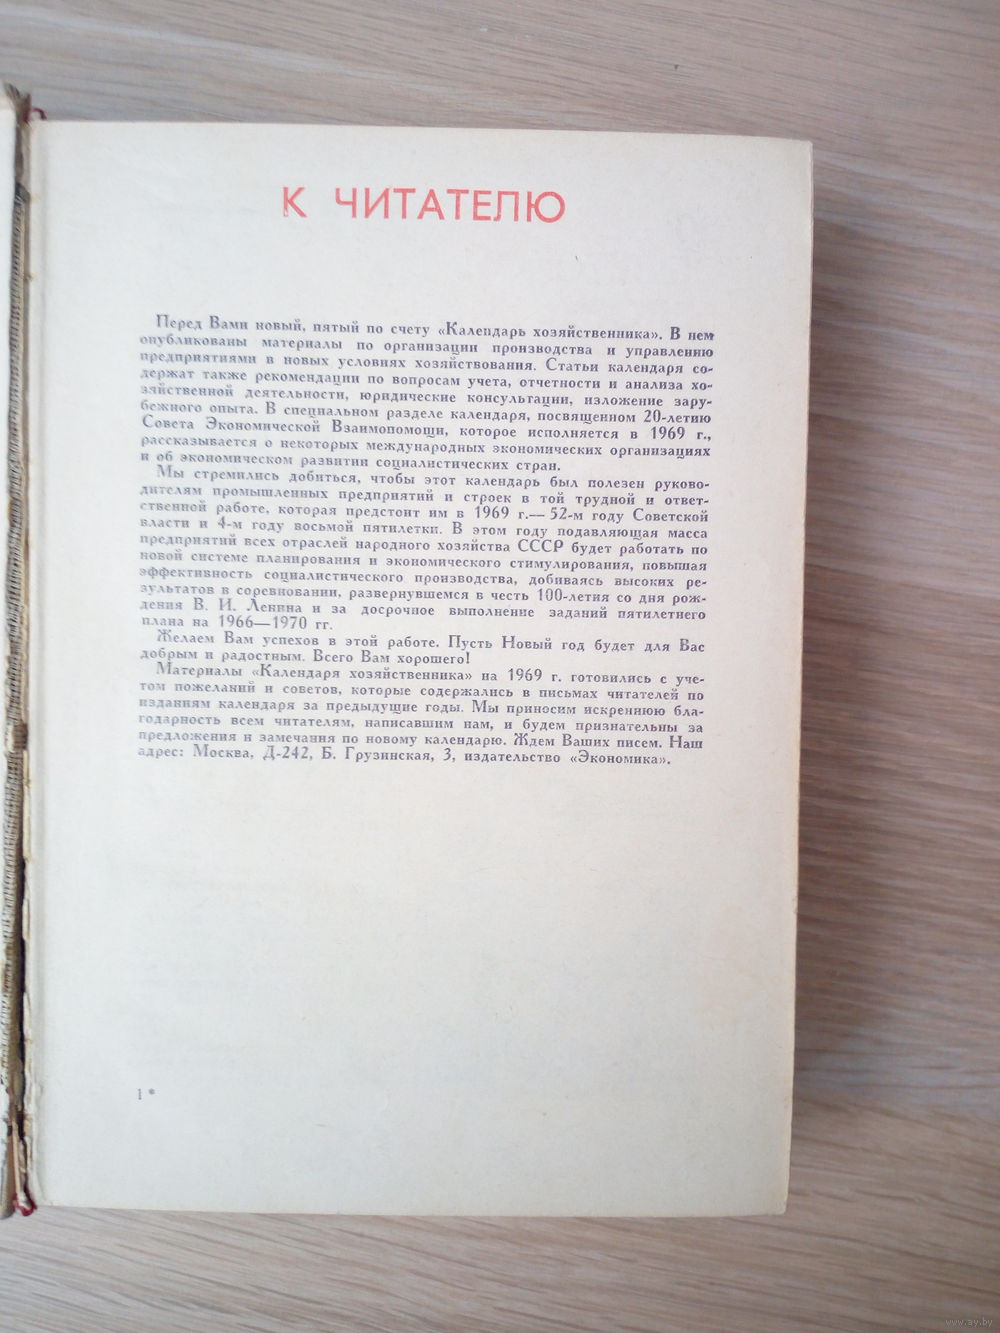 К ЧИТАТЕЛЮ
Перед Вами новый, пятый по счету «Календарь хозяйственника». В нем
опубликованы материалы по организации производства и управлению
предприятиями в новых условиях хозяйствования. Статьи календаря со-
держат также рекомендации по вопросам учета, отчетности и анализа хо-
зяйственной деятельности, юридические консультации, изложение зару-
бежного опыта. В специальном разделе календаря, посвященном 20-летию
Совета Экономической Взаимопомощи, которое исполняется в 1969 г.,
рассказывается о некоторых международных экономических организациях
и об экономическом развитии социалистических стран.
Мы стремились добиться, чтобы этот календарь был полезен руково-
дителям промышленных предприятий и строек в той трудной и ответ-
ственной работе, которая предстоит им в 1969 г.— 52-м году Советской
власти и 4-м году восьмой пятилетки. В этом году подавляющая масса
предприятий всех отраслей народного хозяйства СССР будет работать по
новой системе планирования и экономического стимулирования, повышая
эффективность социалистического производства, добиваясь высоких ре-
зультатов в соревновании, развернувшемся в честь 100-летия со дня рож-
дения В. И. Ленина и за досрочное выполнение заданий пятилетнего
плана на 1966—1970 гг.
Желаем Вам успехов в этой работе. Пусть Новый год будет для Вас
добрым и радостным. Всего Вам хорошего!
Материалы «Календаря хозяйственника» на 1969 г. готовились с уче-
том пожеланий и советов, которые содержались в письмах читателей по
изданиям календаря за предыдущие годы. Мы приносим искреннюю бла-
годарность всем читателям, написавшим нам, и будем признательны за
предложения и замечания по новому календарю. Ждем Ваших писем. Наш
адрес: Москва, Д-242, Б. Грузинская, 3, издательство «Экономика».
1 *
www.ay.by